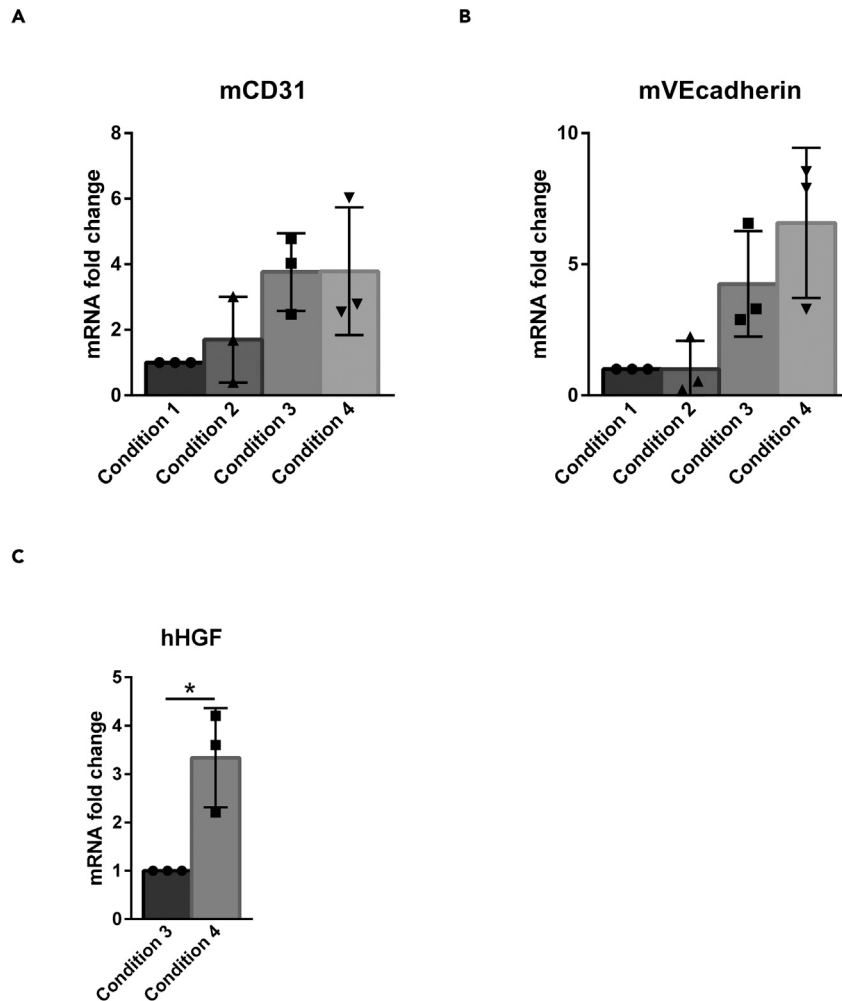 A
mCD31
mRNA fold change
8
6
4
2
0
Condition 1
Condition 2
Condition 3
Condition 4
B
mVEcadherin
mRNA fold change
10
5
0
Condition 1
Condition 2
Condition 3
Condition 4
C
hHGF
mRNA fold change
5
4
3
2
1
0
*
Condition 3
Condition 4